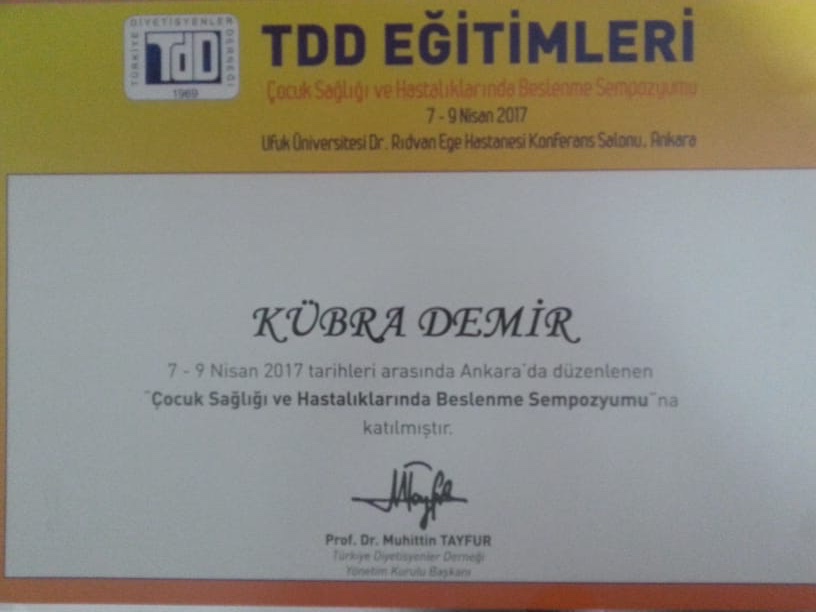 TÜRKİYE DİYETİSYENLER DERNEĞİ
TDD
1969
TDD EĞİTİMLERİ
Çocuk Sağlığı ve Hastalıklarında Beslenme Sempozyumu
7 - 9 Nisan 2017
Ufuk Üniversitesi Dr. Rıdvan Ege Hastanesi Konferans Salonu, Ankara
KÜBRA DEMİR
7 - 9 Nisan 2017 tarihleri arasında Ankara'da düzenlenen
"Çocuk Sağlığı ve Hastalıklarında Beslenme Sempozyumu"na
katılmıştır.
Prof. Dr. Muhittin TAYFUR
Türkiye Diyetisyenler Derneği
Yönetim Kurulu Başkanı